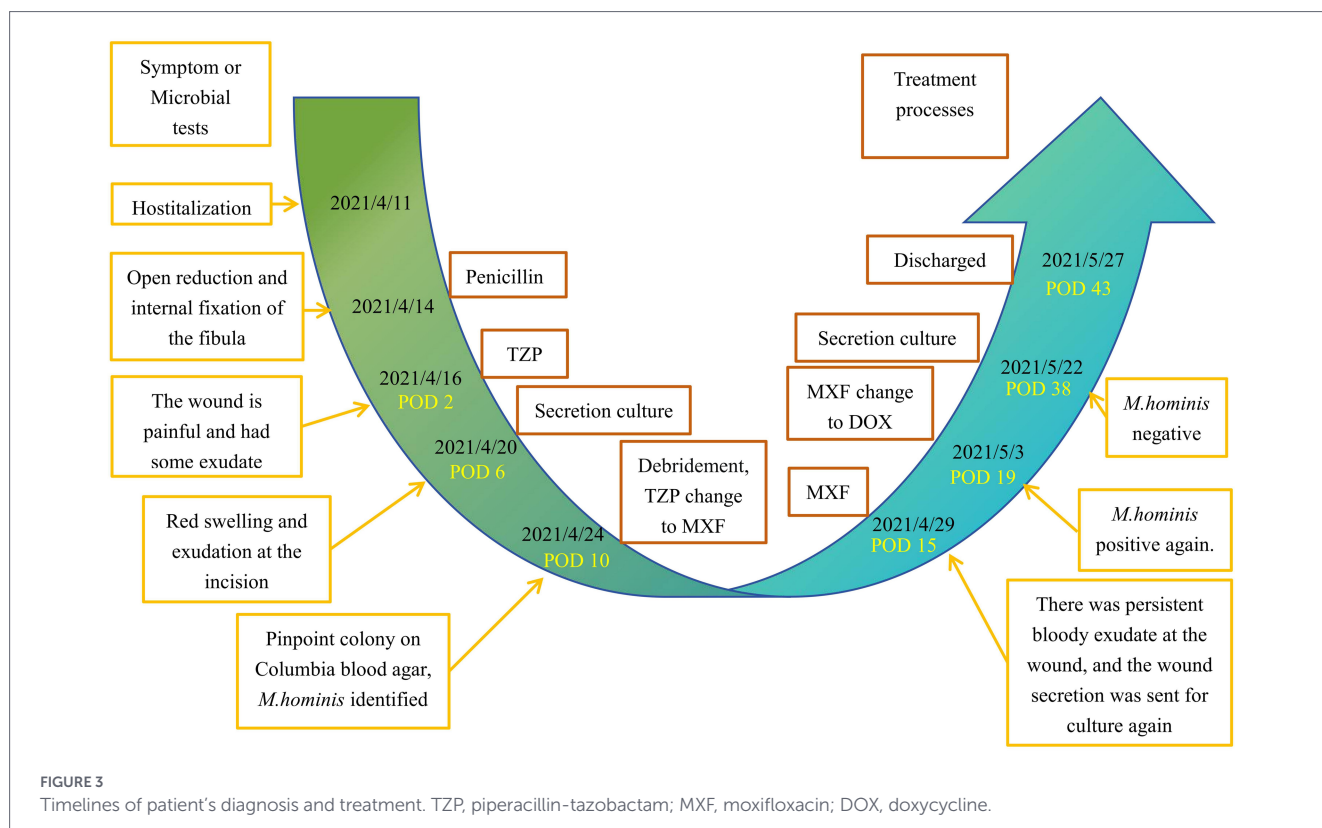 Symptom or
Microbial
tests
Treatment
processes
Hostitalization
2021/4/11
Open reduction and
internal fixation of
the fibula
2021/4/14
Penicillin
The wound is
painful and had
some exudate
2021/4/16
POD 2
TZP
Red swelling and
exudation at the
incision
2021/4/20
POD 6
Secretion culture
Pinpoint colony on
Columbia blood agar,
M.hominis identified
2021/4/24
POD 10
Debridement,
TZP change
to MXF
MXF
2021/4/29
POD 15
There was persistent
bloody exudate at the
wound, and the wound
secretion was sent for
culture again
MXF change
to DOX
2021/5/3
POD 19
M.hominis
positive again.
Secretion culture
2021/5/22
POD 38
M.hominis
negative
Discharged
2021/5/27
POD 43
FIGURE 3
Timelines of patient's diagnosis and treatment. TZP, piperacillin-tazobactam; MXF, moxifloxacin; DOX, doxycycline.